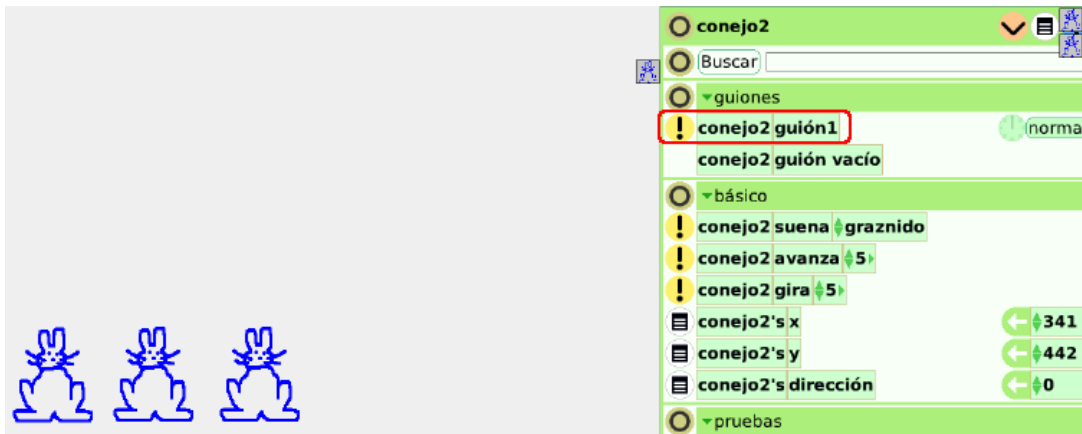 conejo2
Buscar
guiones
! conejo2 guión1 norma
conejo2 guión vacío
básico
! conejo2 suena graznido
! conejo2 avanza 5
! conejo2 gira 5
conejo2's x 341
conejo2's y 442
conejo2's dirección 0
pruebas